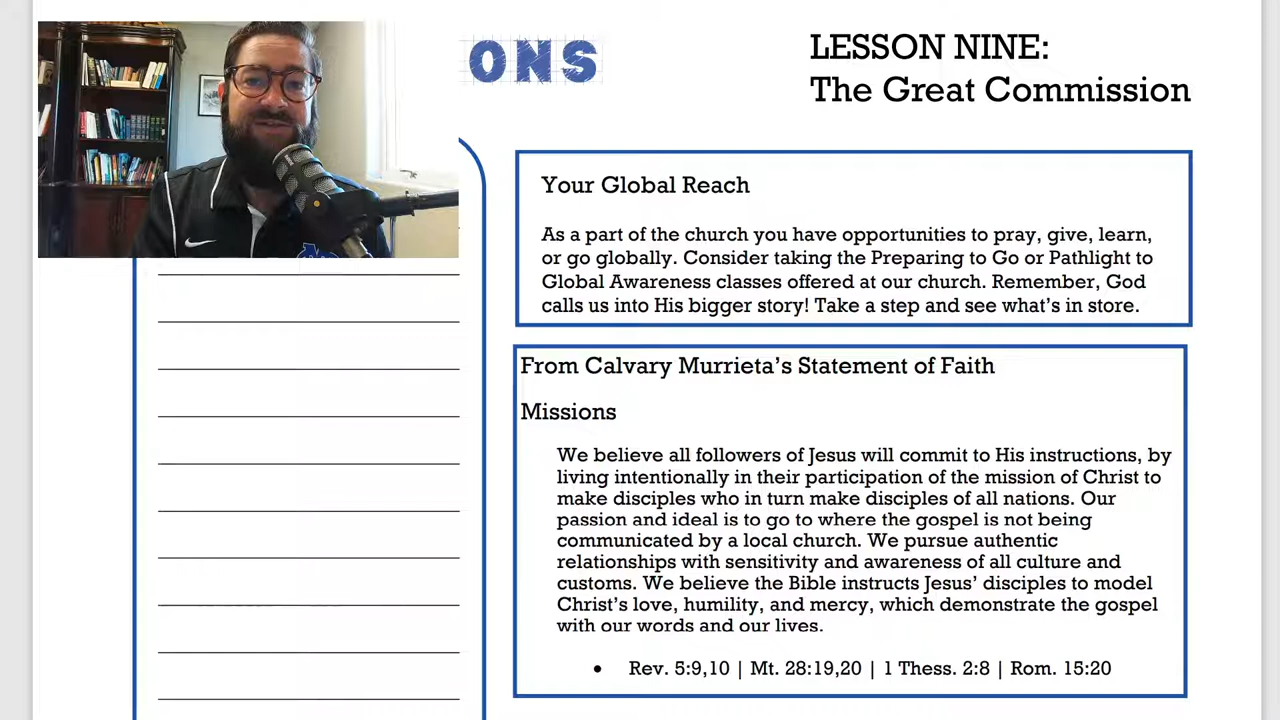 ONS
LESSON NINE:
The Great Commission
Your Global Reach
As a part of the church you have opportunities to pray, give, learn,
or go globally. Consider taking the Preparing to Go or Pathlight to
Global Awareness classes offered at our church. Remember, God
calls us into His bigger story! Take a step and see what's in store.
From Calvary Murrieta's Statement of Faith
Missions
We believe all followers of Jesus will commit to His instructions, by
living intentionally in their participation of the mission of Christ to
make disciples who in turn make disciples of all nations. Our
passion and ideal is to go to where the gospel is not being
communicated by a local church. We pursue authentic
relationships with sensitivity and awareness of all culture and
customs. We believe the Bible instructs Jesus' disciples to model
Christ's love, humility, and mercy, which demonstrate the gospel
with our words and our lives.
• Rev. 5:9,10 | Mt. 28:19,20 | 1 Thess. 2:8 | Rom. 15:20